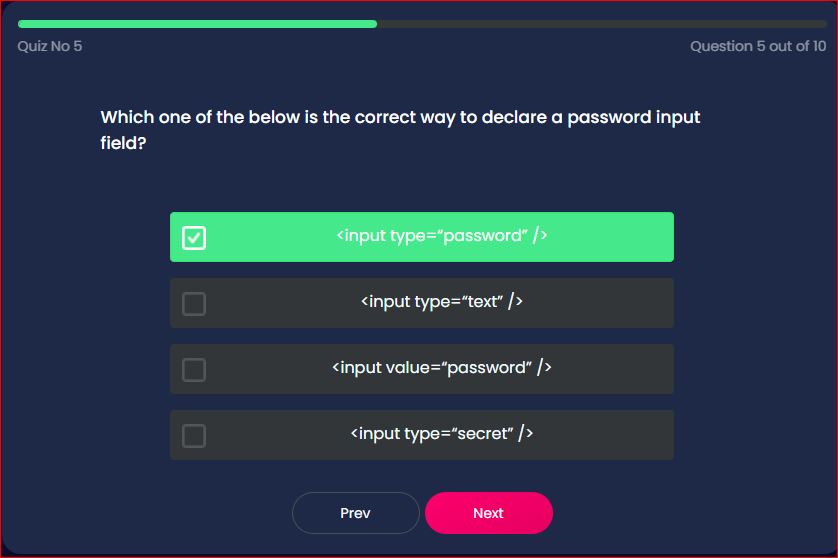 Quiz No 5
Question 5 out of 10
Which one of the below is the correct way to declare a password input
field?
<input type=“password” />
<input type=“text” />
<input value=“password” />
<input type=“secret” />
Prev
Next